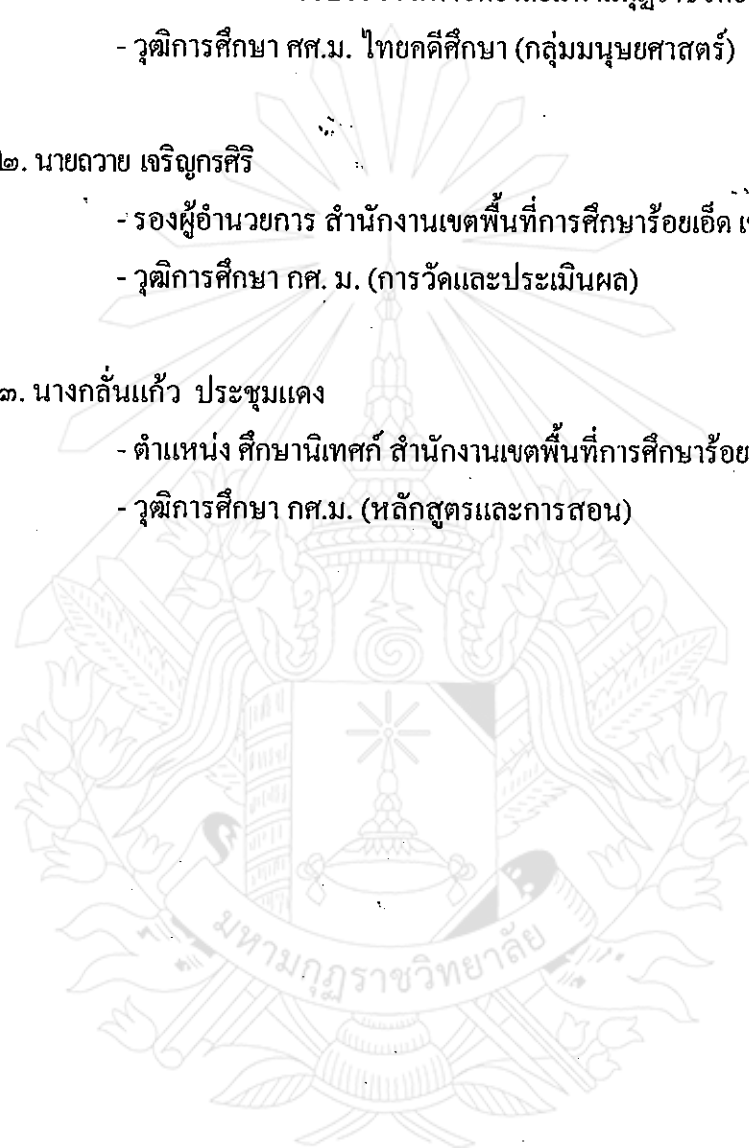 - วุฒิการศึกษา ศศ.ม. ไทยคดีศึกษา (กลุ่มมนุษยศาสตร์)
๒. นายถวาย เจริญกรศิริ
- รองผู้อำนวยการ สำนักงานเขตพื้นที่การศึกษาร้อยเอ็ด
- วุฒิการศึกษา กศ. ม. (การวัดและประเมินผล)
๓. นางกลั่นแก้ว ประชุมแดง
- ตำแหน่ง ศึกษานิเทศก์ สำนักงานเขตพื้นที่การศึกษาร้อย
- วุฒิการศึกษา กศ.ม. (หลักสูตรและการสอน)
มหามกุฏราชวิทยาลัย